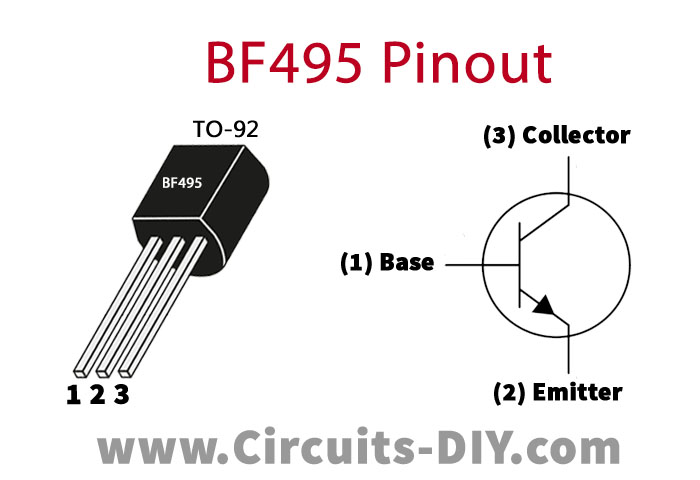 BF495 Pinout
TO-92
BF495
1 2 3
(3) Collector
(1) Base
(2) Emitter
www.Circuits-DIY.com